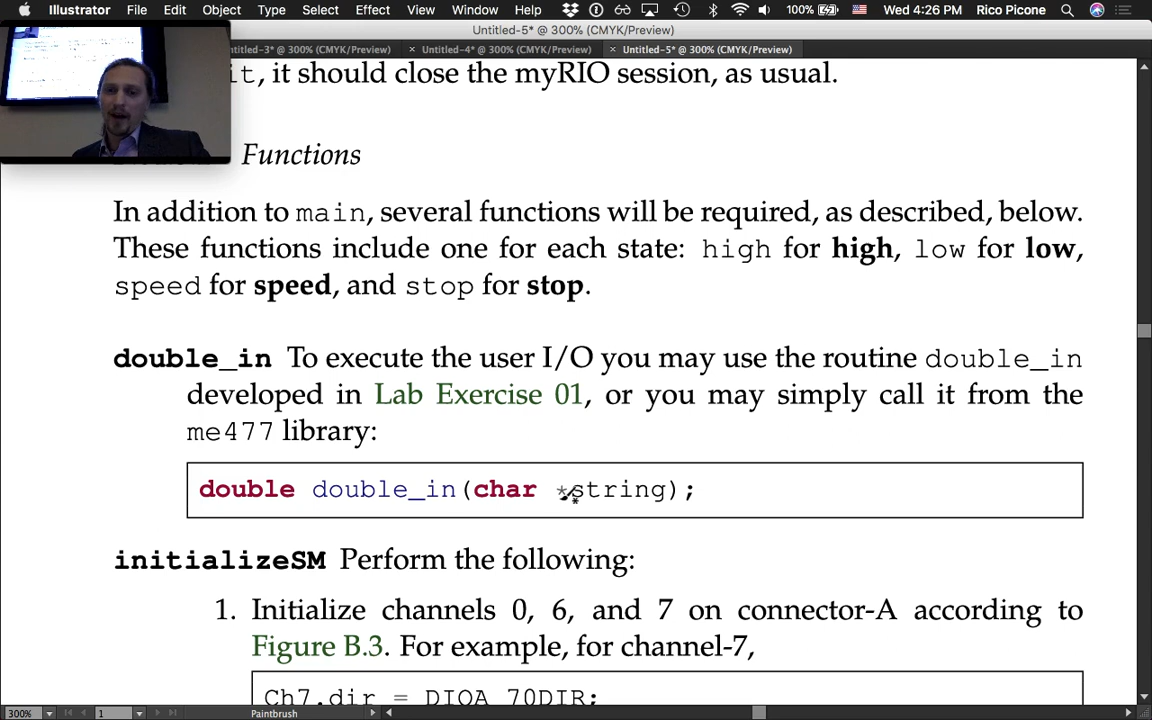 Illustrator File Edit Object Type Select Effect View Window Help 100% Wed 4:26 PM Rico Picone
Untitled-5* @ 300% (CMYK/Preview)
ntitled-3* @ 300% (CMYK/Preview) × Untitled-4* @ 300% (CMYK/Preview) × Untitled-5* @ 300% (CMYK/Preview)
it, it should close the myRIO session, as usual.
Functions
In addition to main, several functions will be required, as described, below.
These functions include one for each state: high for high, low for low,
speed for speed, and stop for stop.
double_in To execute the user I/O you may use the routine double_in
developed in Lab Exercise 01, or you may simply call it from the
me477 library:
double double_in(char *string);
initializeSM Perform the following:
1. Initialize channels 0, 6, and 7 on connector-A according to
Figure B.3. For example, for channel-7,
Ch7.dir = DIOA_70DIR;
300% 1 Paintbrush